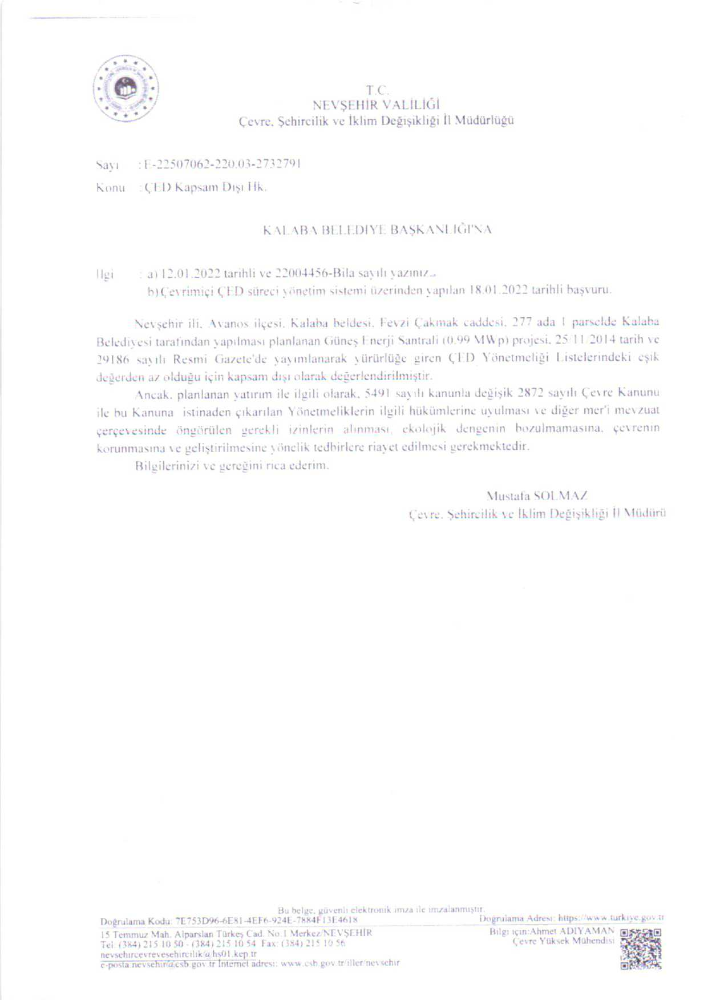 T.C.
NEVŞEHİR VALİLİĞİ
Çevre, Şehircilik ve İklim Değişikliği İl Müdürlüğü
Sayı : E-22507062-220.03-2732791
Konu : ÇED Kapsam Dışı Hk.
KALABA BELEDİYE BAŞKANLIĞI'NA
İlgi : a) 12.01.2022 tarihli ve 22004456-Bila sayılı yazınız.
b)Çevrimiçi ÇED süreci yönetim sistemi üzerinden yapılan 18.01.2022 tarihli başvuru.
Nevşehir ili, Avanos ilçesi, Kalaba beldesi, Fevzi Çakmak caddesi, 277 ada 1 parselde Kalaba
Belediyesi tarafından yapılması planlanan Güneş Enerji Santrali (0.99 MWp) projesi, 25/11/2014 tarih ve
29186 sayılı Resmi Gazete'de yayımlanarak yürürlüğe giren ÇED Yönetmeliği Listelerindeki eşik
değerden az olduğu için kapsam dışı olarak değerlendirilmiştir.
Ancak, planlanan yatırım ile ilgili olarak, 5491 sayılı kanunla değişik 2872 sayılı Çevre Kanunu
ile bu Kanuna istinaden çıkarılan Yönetmeliklerin ilgili hükümlerine uyulması ve diğer mer'i mevzuat
çerçevesinde öngörülen gerekli izinlerin alınması, ekolojik dengenin bozulmamasına, çevrenin
korunmasına ve geliştirilmesine yönelik tedbirlere riayet edilmesi gerekmektedir.
Bilgilerinizi ve gereğini rica ederim.
Mustafa SOLMAZ
Çevre, Şehircilik ve İklim Değişikliği İl Müdürü
Bu belge, güvenli elektronik imza ile imzalanmıştır.
Doğrulama Kodu: 7E753D96-6E81-4EF6-924E-7884F13E4618 Doğrulama Adresi: https://www.turkiye.gov.tr
15 Temmuz Mah. Alparslan Türkeş Cad. No:1 Merkez/NEVŞEHİR Bilgi için:Ahmet ADIYAMAN
Tel: (384) 215 10 50 - (384) 215 10 54 Fax: (384) 215 10 56 Çevre Yüksek Mühendisi
nevsehircevrevesehircilik@hs01.kep.tr
e-posta:nevsehir@csb.gov.tr İnternet adresi: www.csb.gov.tr/iller/nevsehir